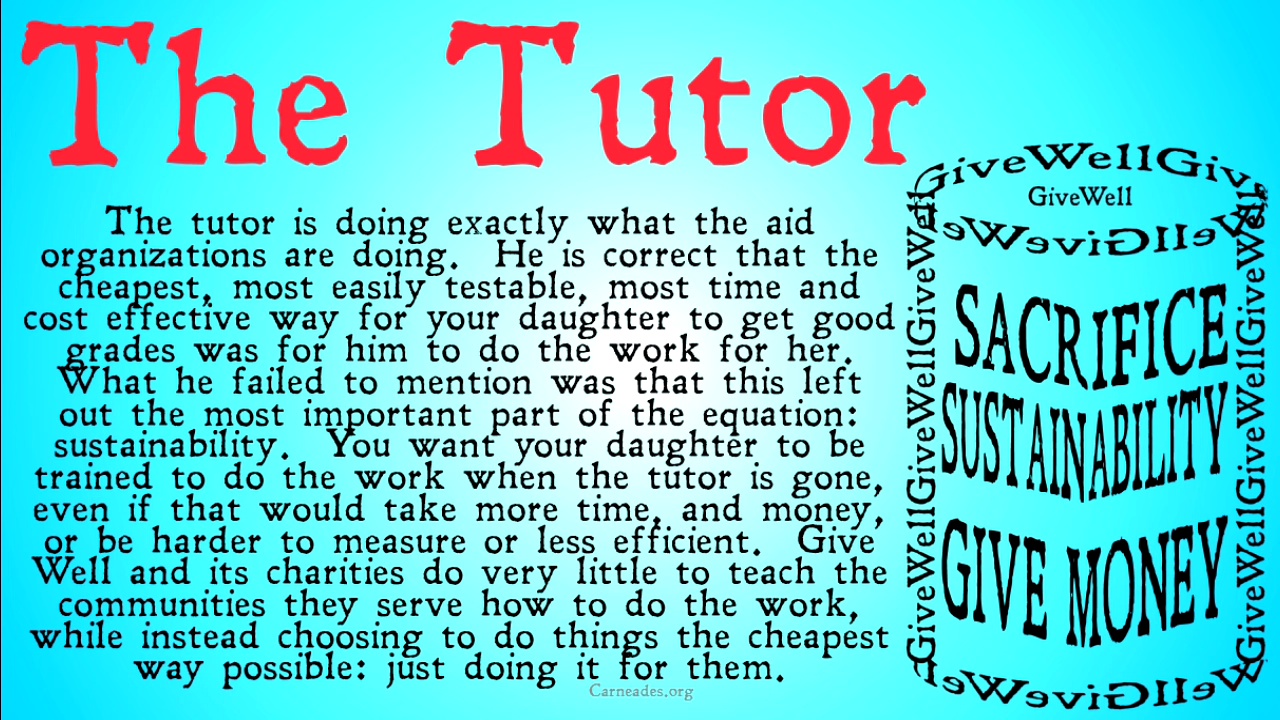 The Tutor
The tutor is doing exactly what the aid
organizations are doing. He is correct that the
cheapest, most easily testable, most time and
cost effective way for your daughter to get good
grades was for him to do the work for her.
What he failed to mention was that this left
out the most important part of the equation:
sustainability. You want your daughter to be
trained to do the work when the tutor is gone,
even if that would take more time, and money,
or be harder to measure or less efficient. Give
Well and its charities do very little to teach the
communities they serve how to do the work,
while instead choosing to do things the cheapest
way possible: just doing it for them.
Carneades.org
GiveWellGiv
GiveWell
GiveWe
SACRIFICE
SUSTAINABILITY
GIVE MONEY
GiveWellGiveWellGiveWell
GiveWellGiveWellGiveWell
GiveWe